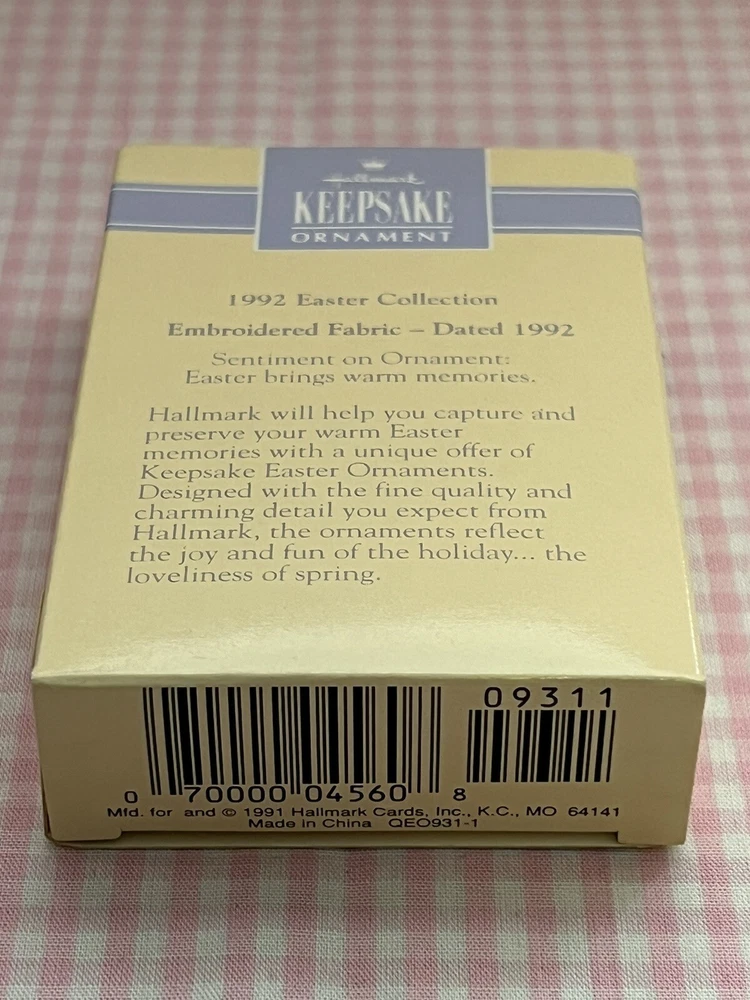 Hallmark
KEEPSAKE
ORNAMENT
1992 Easter Collection
Embroidered Fabric – Dated 1992
Sentiment on Ornament:
Easter brings warm memories.
Hallmark will help you capture and
preserve your warm Easter
memories with a unique offer of
Keepsake Easter Ornaments.
Designed with the fine quality and
charming detail you expect from
Hallmark, the ornaments reflect
the joy and fun of the holiday... the
loveliness of spring.
09311
0 70000 04560 8
Mfd. for and © 1991 Hallmark Cards, Inc., K.C., MO 64141
Made in China QEO931-1